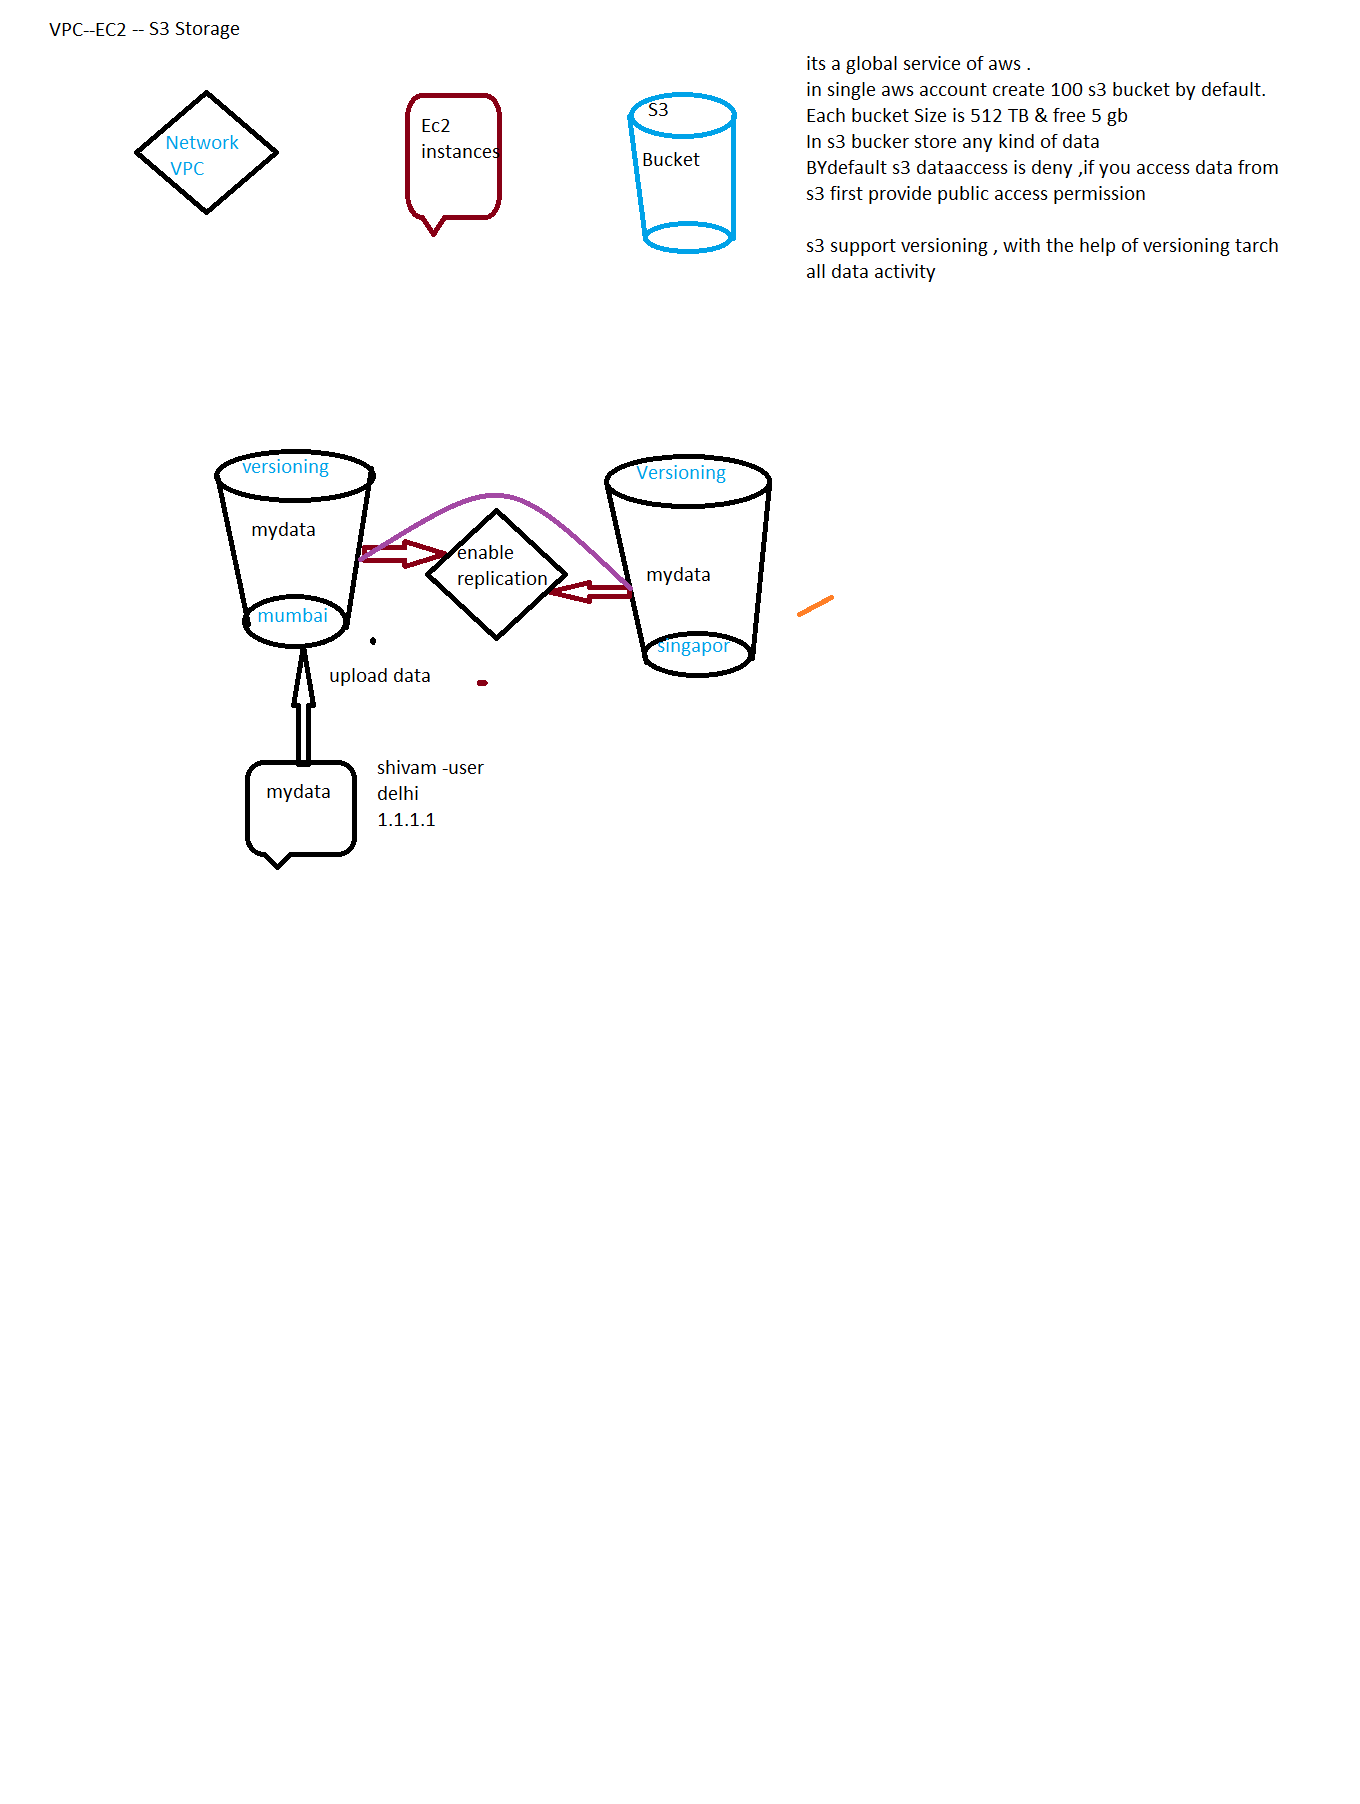 VPC--EC2 -- S3 Storage
Network
VPC
Ec2
instances
S3
Bucket
its a global service of aws .
in single aws account create 100 s3 bucket by default.
Each bucket Size is 512 TB & free 5 gb
In s3 bucker store any kind of data
BYdefault s3 dataaccess is deny ,if you access data from
s3 first provide public access permission
s3 support versioning , with the help of versioning tarch
all data activity
versioning
mydata
mumbai
enable
replication
Versioning
mydata
singapor
upload data
mydata
shivam -user
delhi
1.1.1.1